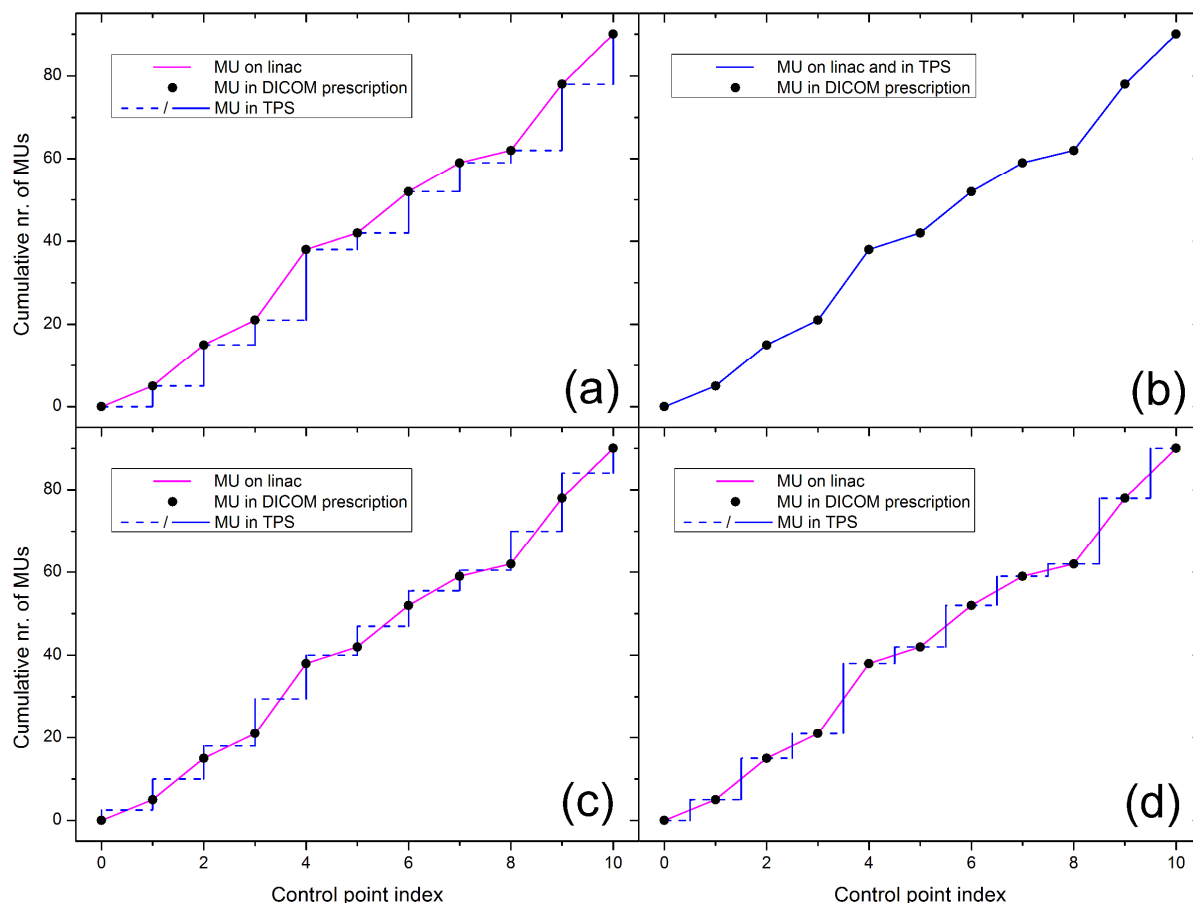 80
60
40
20
0
Cumulative nr. of MUs
MU on linac
MU in DICOM prescription
/ MU in TPS
(a)
MU on linac and in TPS
MU in DICOM prescription
(b)
80
60
40
20
0
Cumulative nr. of MUs
MU on linac
MU in DICOM prescription
/ MU in TPS
(c)
0 2 4 6 8 10
Control point index
MU on linac
MU in DICOM prescription
/ MU in TPS
(d)
0 2 4 6 8 10
Control point index